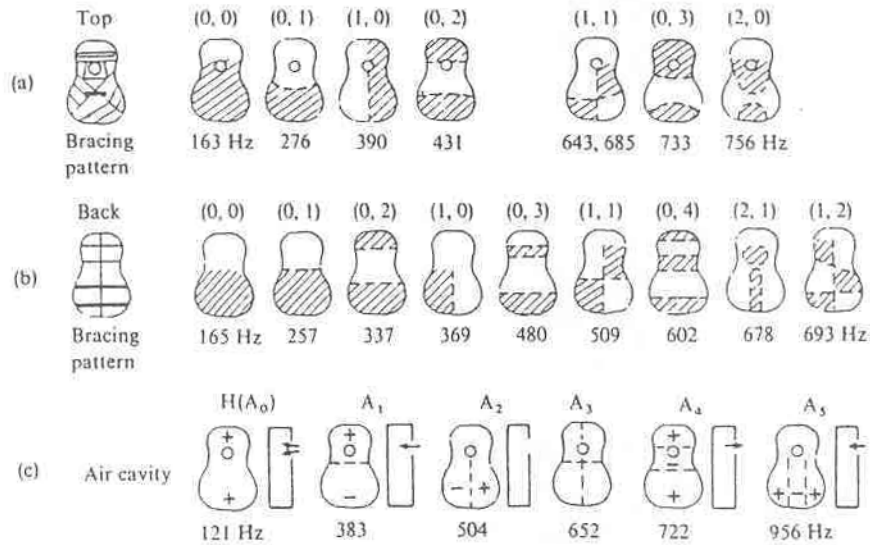 Top (0, 0) (0, 1) (1, 0) (0, 2) (1, 1) (0, 3) (2, 0)
(a)
Bracing pattern 163 Hz 276 390 431 643, 685 733 756 Hz
Back (0, 0) (0, 1) (0, 2) (1, 0) (0, 3) (1, 1) (0, 4) (2, 1) (1, 2)
(b)
Bracing pattern 165 Hz 257 337 369 480 509 602 678 693 Hz
H(A₀) A₁ A₂ A₃ A₄ A₅
+ + +
(c) Air cavity
- + =
+ - + + - +
121 Hz 383 504 652 722 956 Hz